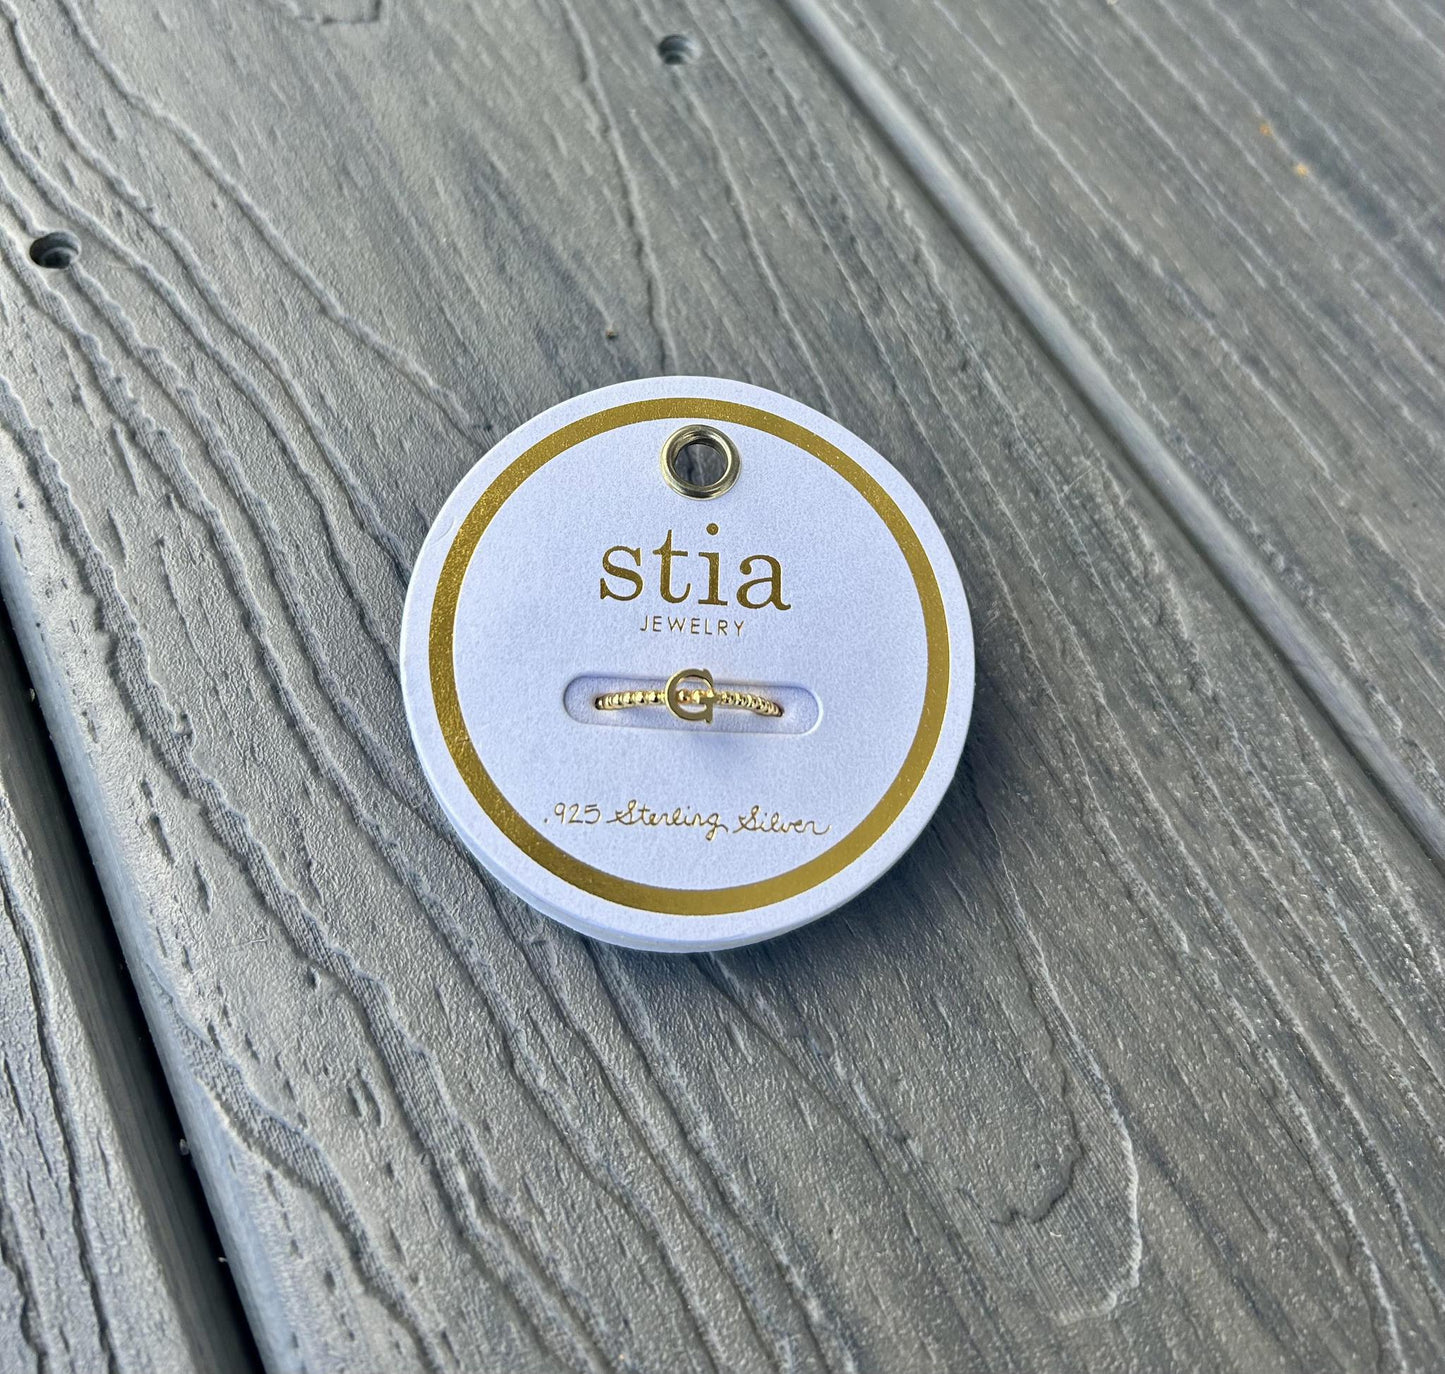 stia
JEWELRY
G
.925 Sterling Silver